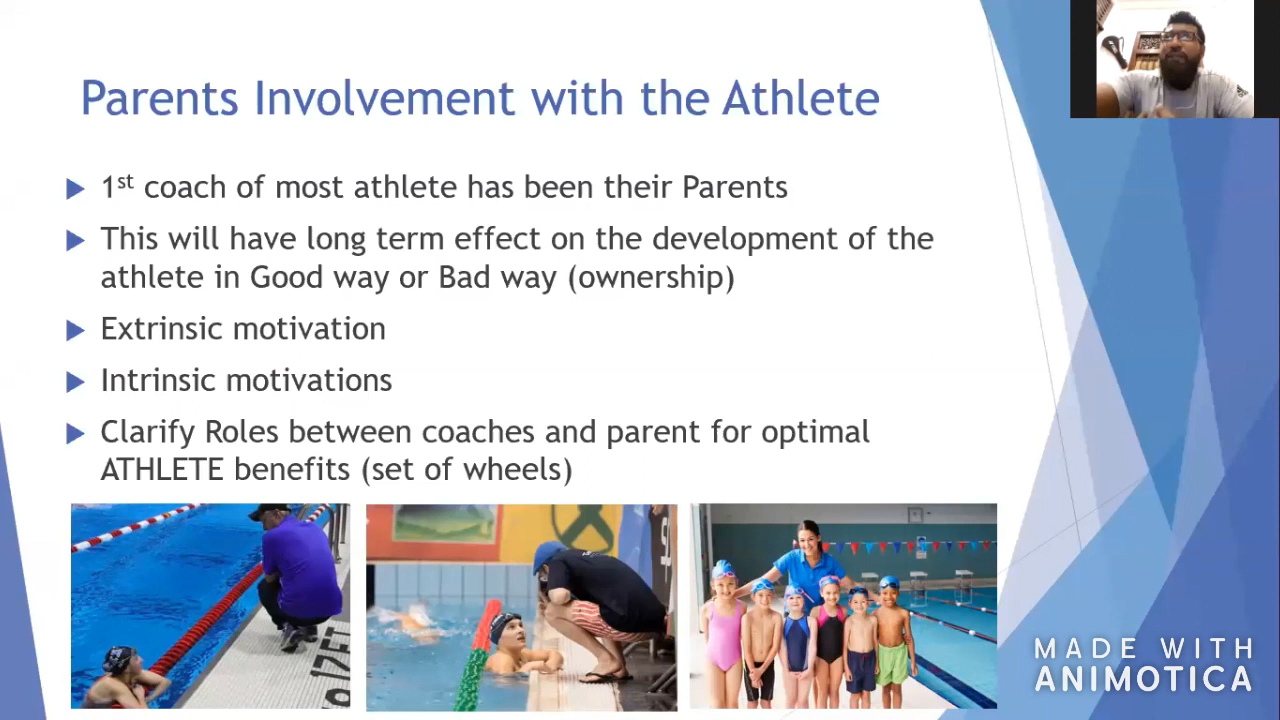 Parents Involvement with the Athlete
1st coach of most athlete has been their Parents
This will have long term effect on the development of the
athlete in Good way or Bad way (ownership)
Extrinsic motivation
Intrinsic motivations
Clarify Roles between coaches and parent for optimal
ATHLETE benefits (set of wheels)
MADE WITH
ANIMOTICA